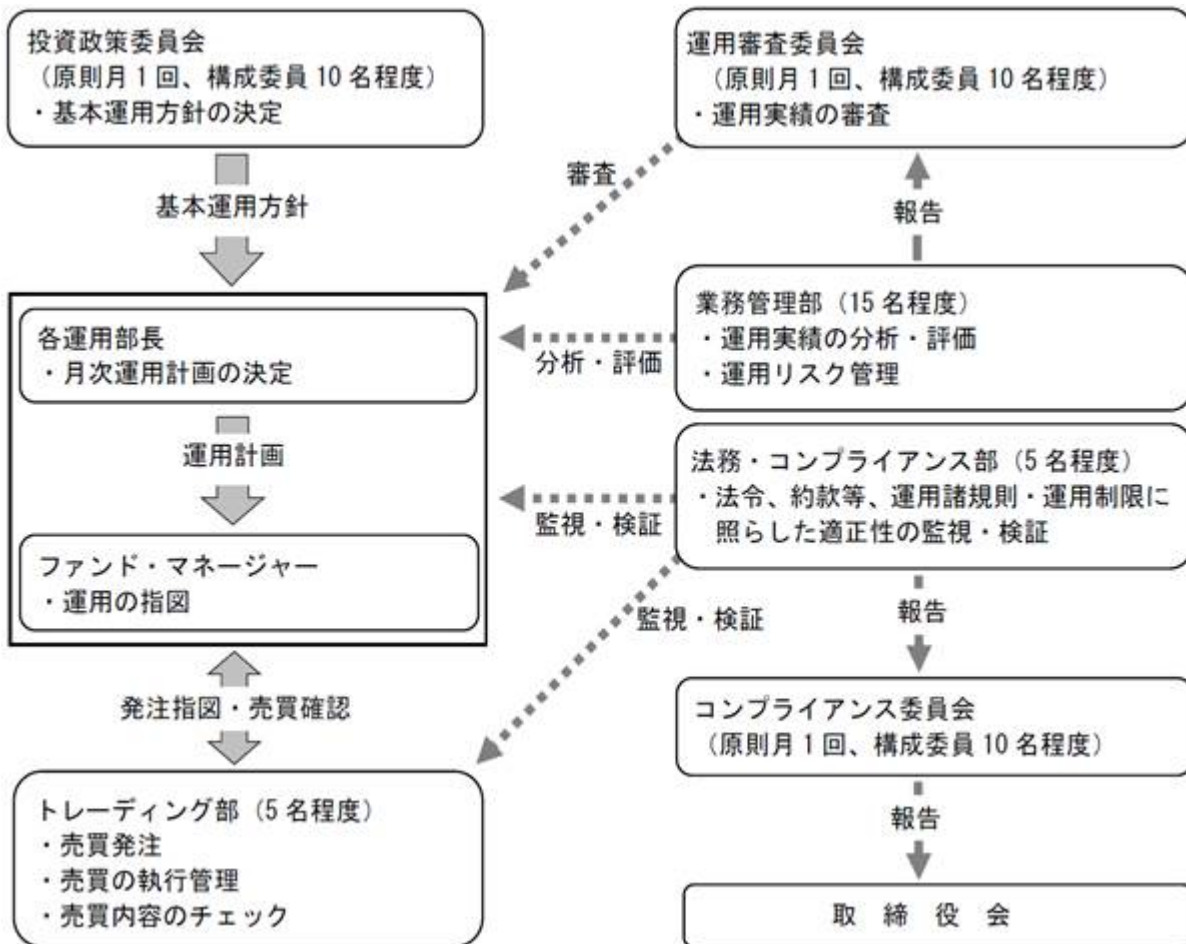 投資政策委員会
（原則月1回、構成委員10名程度）
・基本運用方針の決定
基本運用方針
各運用部長
・月次運用計画の決定
運用計画
ファンド・マネージャー
・運用の指図
発注指図・売買確認
トレーディング部（5名程度）
・売買発注
・売買の執行管理
・売買内容のチェック
運用審査委員会
（原則月1回、構成委員10名程度）
・運用実績の審査
審査
報告
業務管理部（15名程度）
・運用実績の分析・評価
・運用リスク管理
分析・評価
法務・コンプライアンス部（5名程度）
・法令、約款等、運用諸規則・運用制限に
照らした適正性の監視・検証
監視・検証
監視・検証
報告
コンプライアンス委員会
（原則月1回、構成委員10名程度）
報告
取締役会